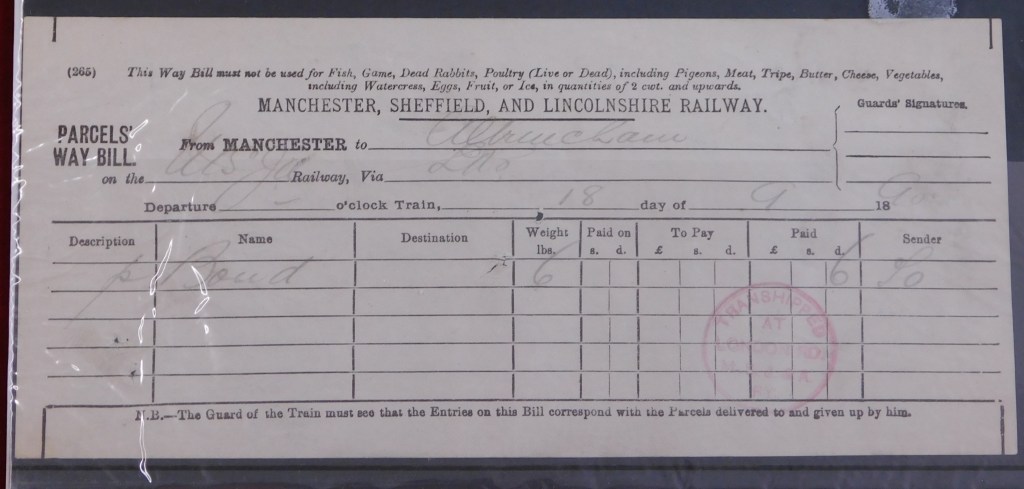 (265) This Way Bill must not be used for Fish, Game, Dead Rabbits, Poultry (Live or Dead), including Pigeons, Meat, Tripe, Butter, Cheese, Vegetables,
including Watercress, Eggs, Fruit, or Ice, in quantities of 2 cwt. and upwards.
MANCHESTER, SHEFFIELD, AND LINCOLNSHIRE RAILWAY.
Guards' Signatures.
PARCELS'
WAY BILL.
From MANCHESTER to Altrincham
on the Railway, Via
Departure o'clock Train, 18 day of 9 18
Description Name Destination Weight lbs. Paid on s. d. To Pay £ s. d. Paid £ s. d. Sender
p Bond 6 6
TRANSHIPPED
AT
LONDON RD
N.B.—The Guard of the Train must see that the Entries on this Bill correspond with the Parcels delivered to and given up by him.